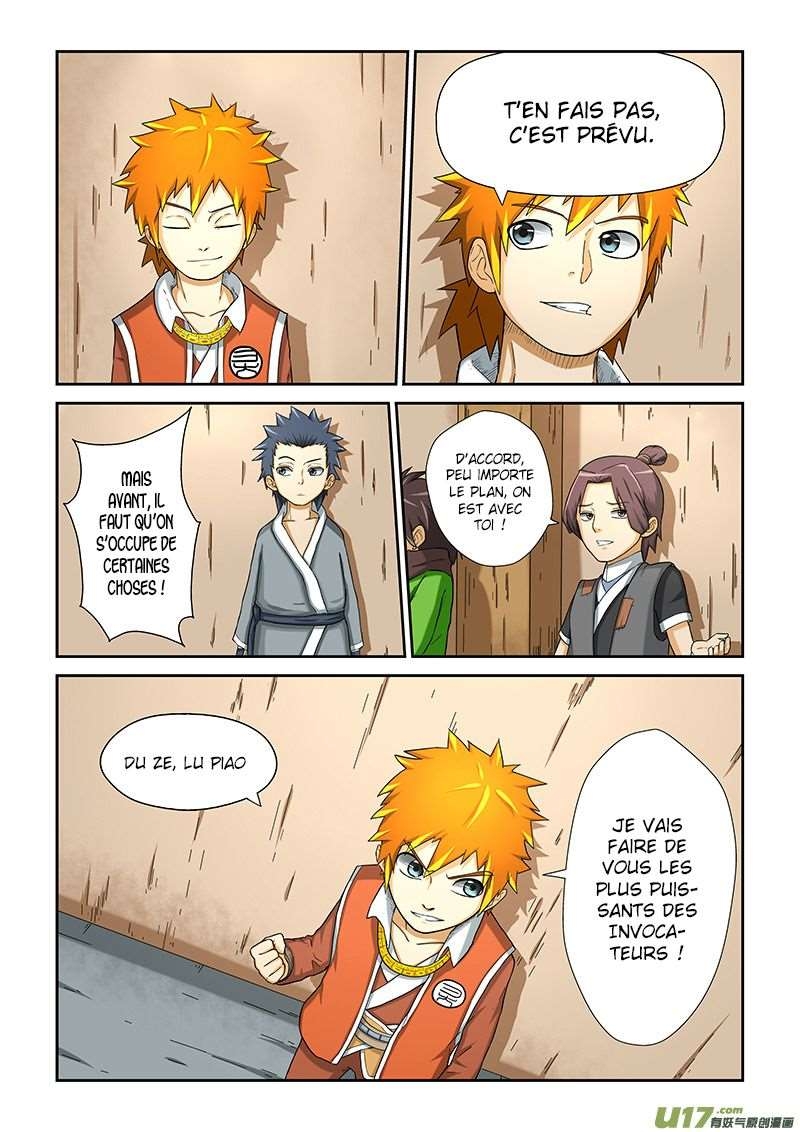 T'EN FAIS PAS,
C'EST PRÉVU.
MAIS
AVANT, IL
FAUT QU'ON
S'OCCUPE DE
CERTAINES
CHOSES !
D'ACCORD,
PEU IMPORTE
LE PLAN, ON
EST AVEC
TOI !
DU ZE, LU PIAO
JE VAIS
FAIRE DE
VOUS LES
PLUS PUIS-
SANTS DES
INVOCA-
TEURS !
U17.com
有妖气原创漫画